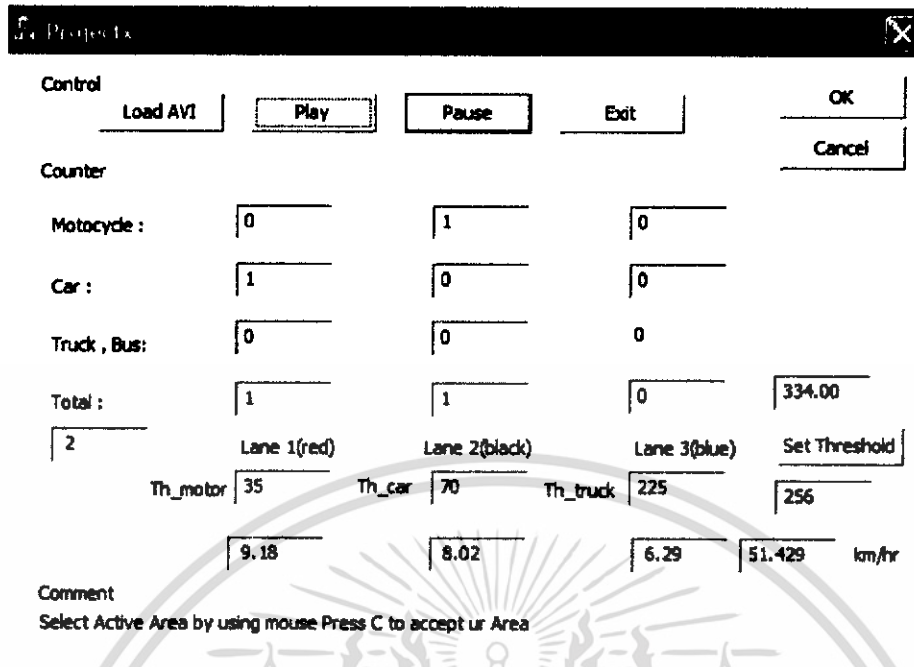 Projectx
Control
Load AVI Play Pause Exit OK
Cancel
Counter
Motocycle : 0 1 0
Car : 1 0 0
Truck , Bus: 0 0 0
Total : 1 1 0 334.00
2 Lane 1(red) Lane 2(black) Lane 3(blue) Set Threshold
Th_motor 35 Th_car 70 Th_truck 225 256
9.18 8.02 6.29 51.429 km/hr
Comment
Select Active Area by using mouse Press C to accept ur Area